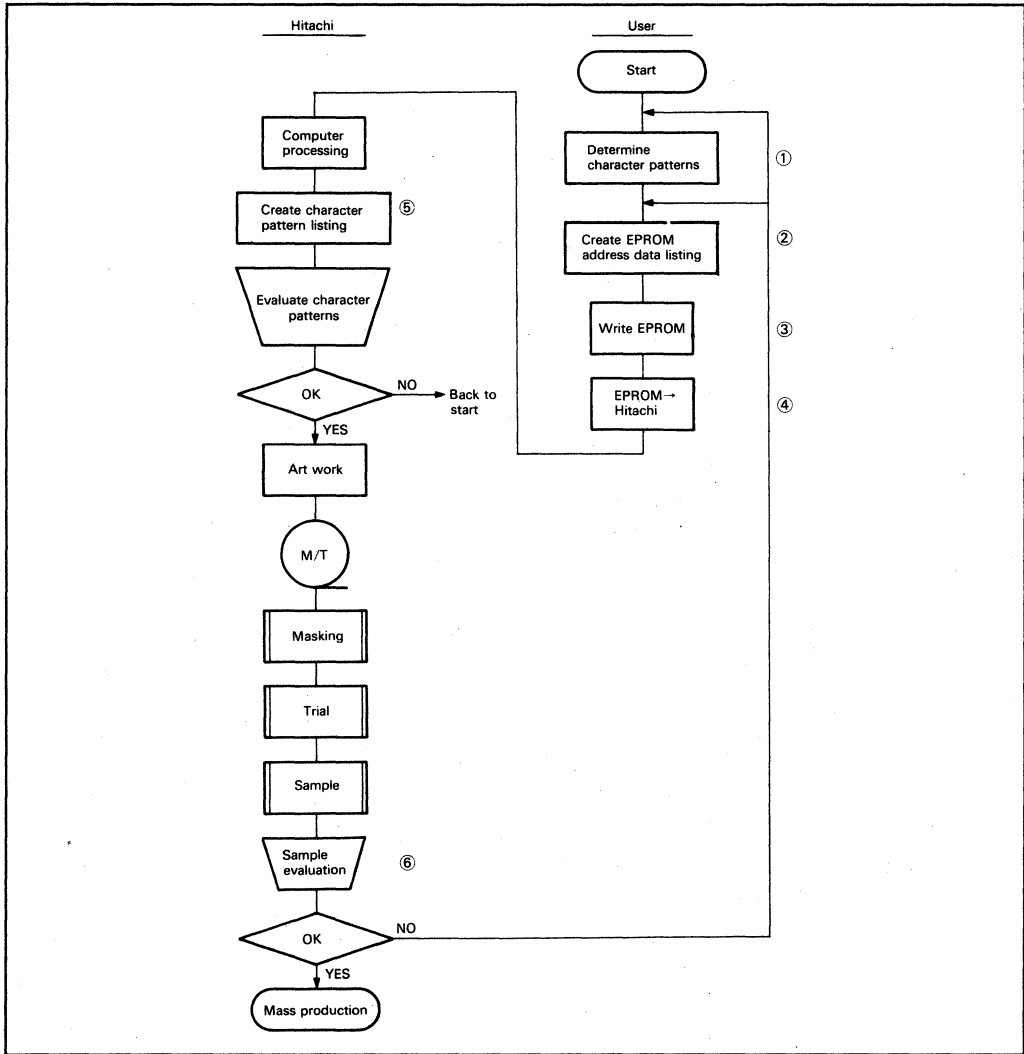 Hitachi
User
Start
Determine
character patterns
①
Create EPROM
address data listing
②
Write EPROM
③
EPROM→
Hitachi
④
Computer
processing
Create character
pattern listing
⑤
Evaluate character
patterns
OK
NO
Back to
start
YES
Art work
M/T
Masking
Trial
Sample
Sample
evaluation
⑥
OK
NO
YES
Mass production